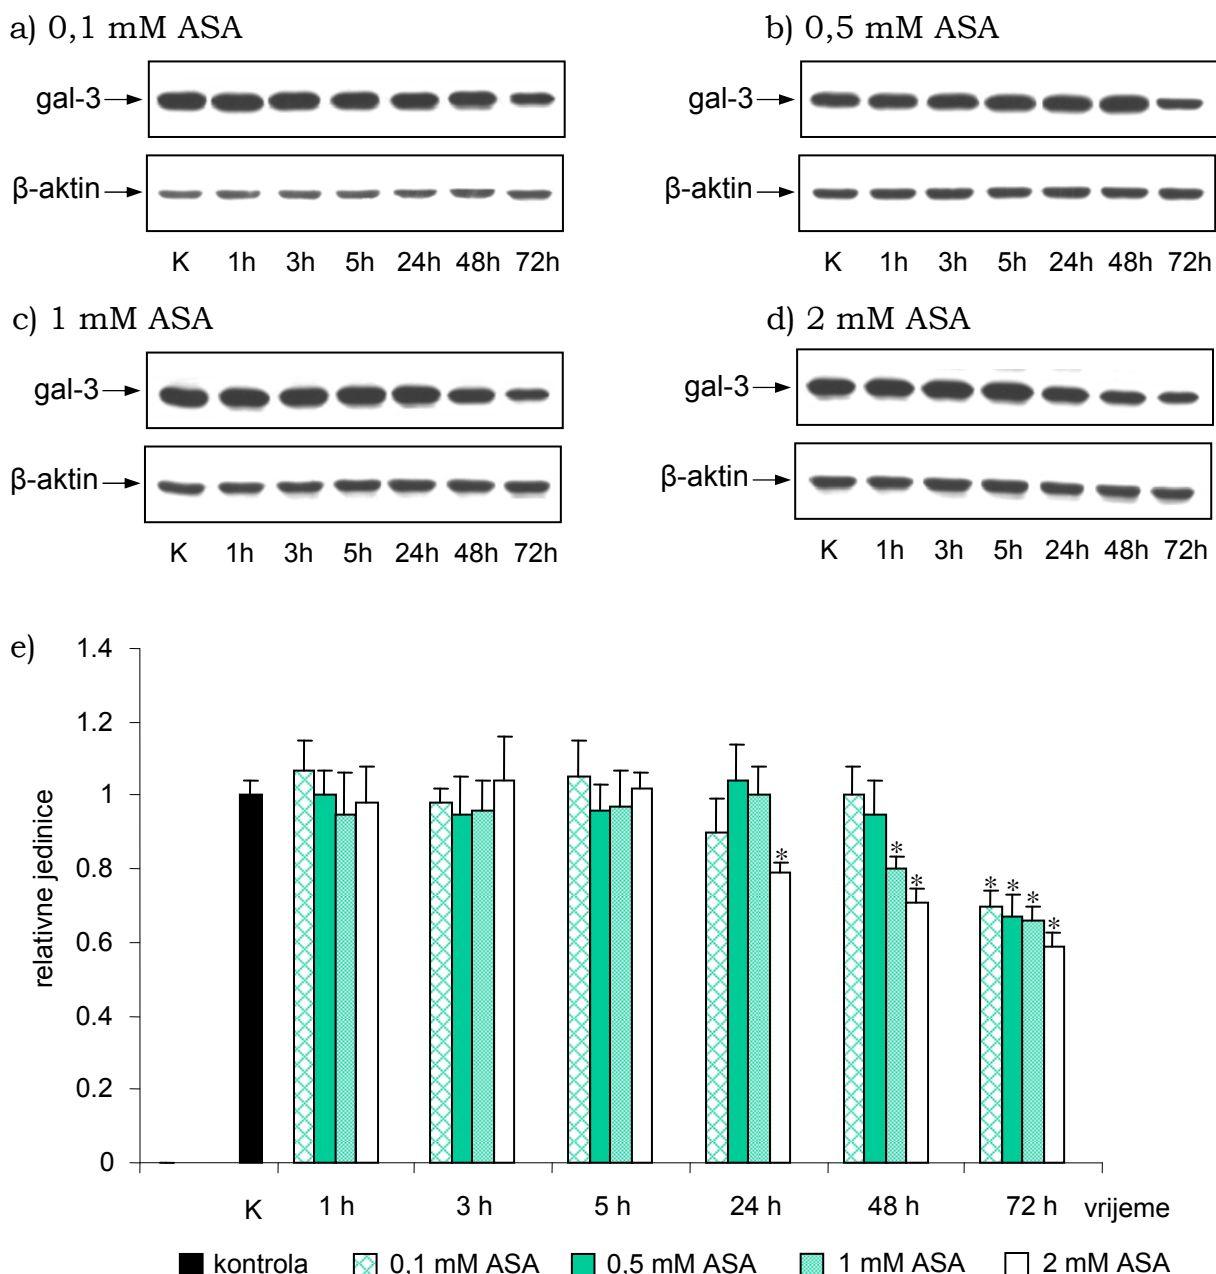 a) 0,1 mM ASA
gal-3
β-aktin
K 1h 3h 5h 24h 48h 72h
b) 0,5 mM ASA
gal-3
β-aktin
K 1h 3h 5h 24h 48h 72h
c) 1 mM ASA
gal-3
β-aktin
K 1h 3h 5h 24h 48h 72h
d) 2 mM ASA
gal-3
β-aktin
K 1h 3h 5h 24h 48h 72h
e)
relativne jedinice
1.4
1.2
1
0.8
0.6
0.4
0.2
0
* * * * * * *
K 1 h 3 h 5 h 24 h 48 h 72 h vrijeme
kontrola 0,1 mM ASA 0,5 mM ASA 1 mM ASA 2 mM ASA